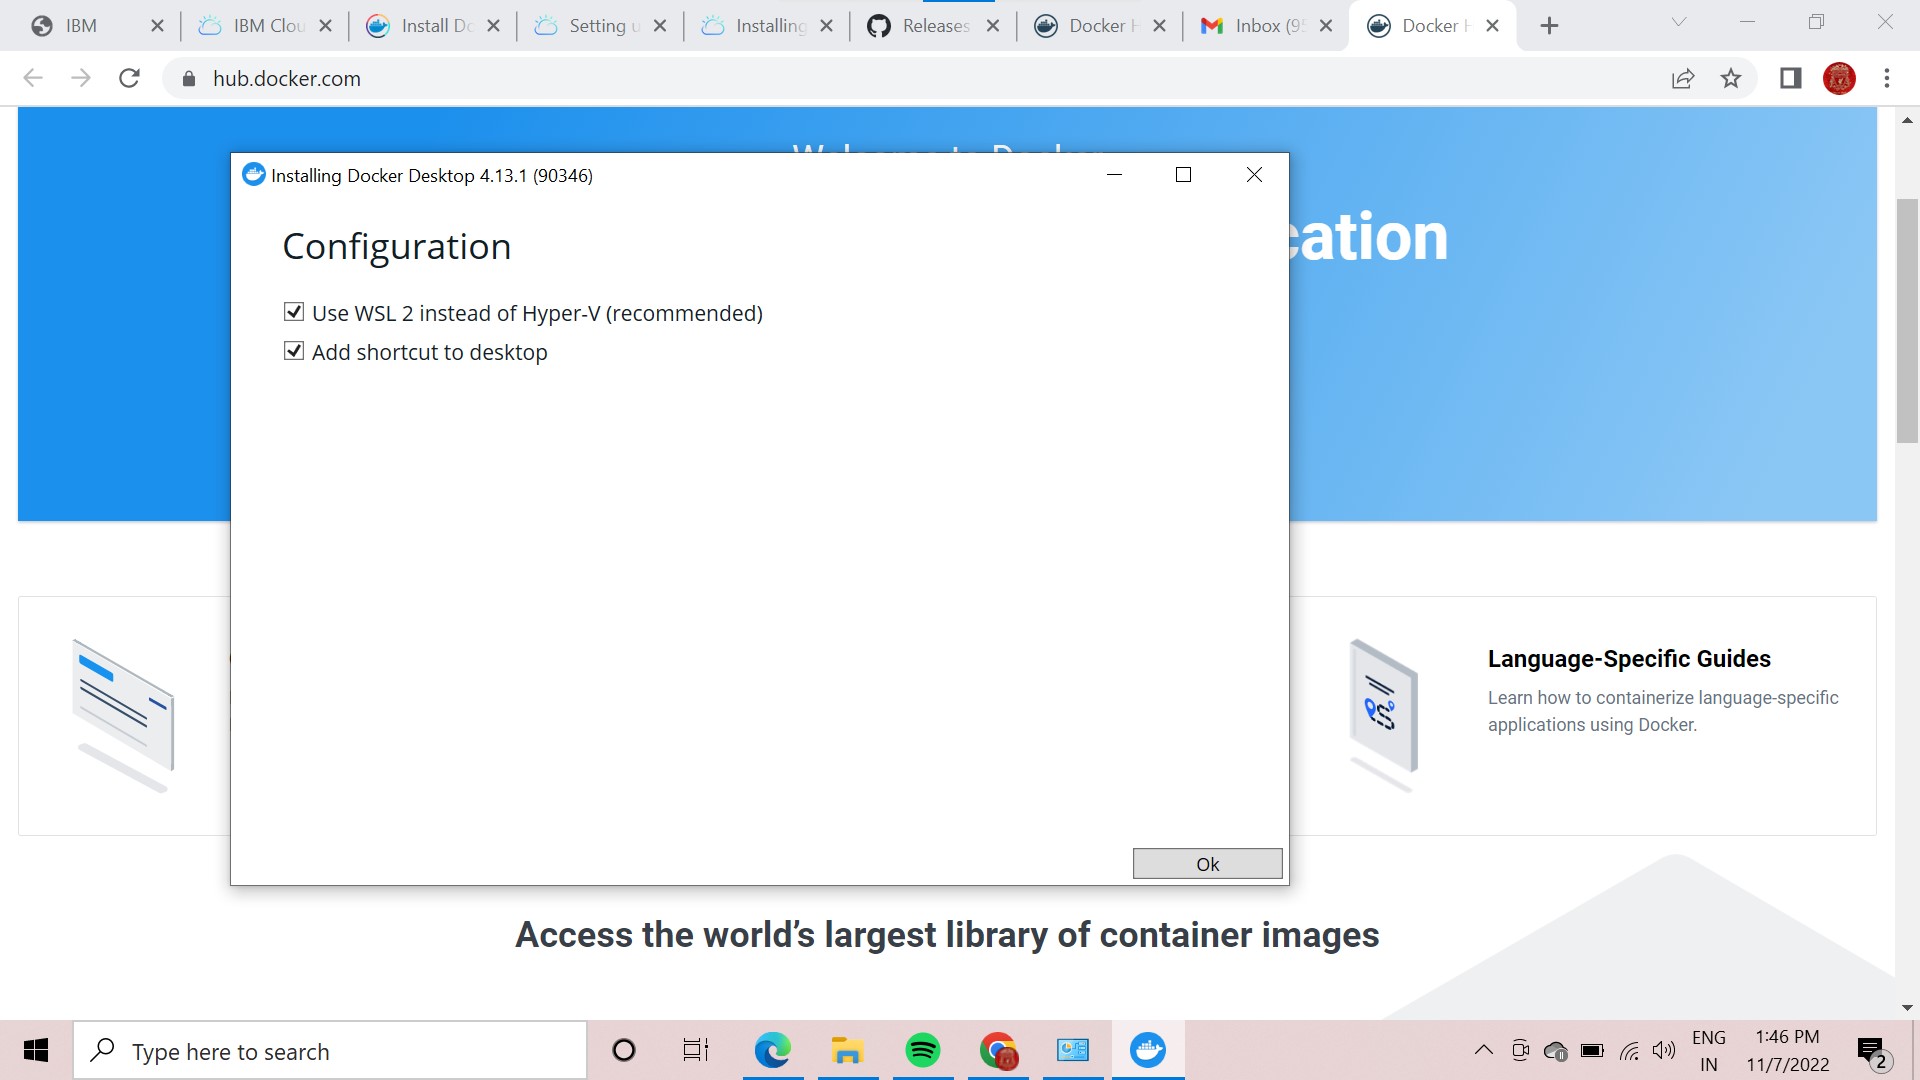 IBM
IBM Clou
Install Do
Setting u
Installing
Releases
Docker H
Inbox (95
Docker H
hub.docker.com
Installing Docker Desktop 4.13.1 (90346)
cation
Configuration
Use WSL 2 instead of Hyper-V (recommended)
Add shortcut to desktop
Language-Specific Guides
Learn how to containerize language-specific
applications using Docker.
Ok
Access the world’s largest library of container images
Type here to search
ENG
IN
1:46 PM
11/7/2022
2